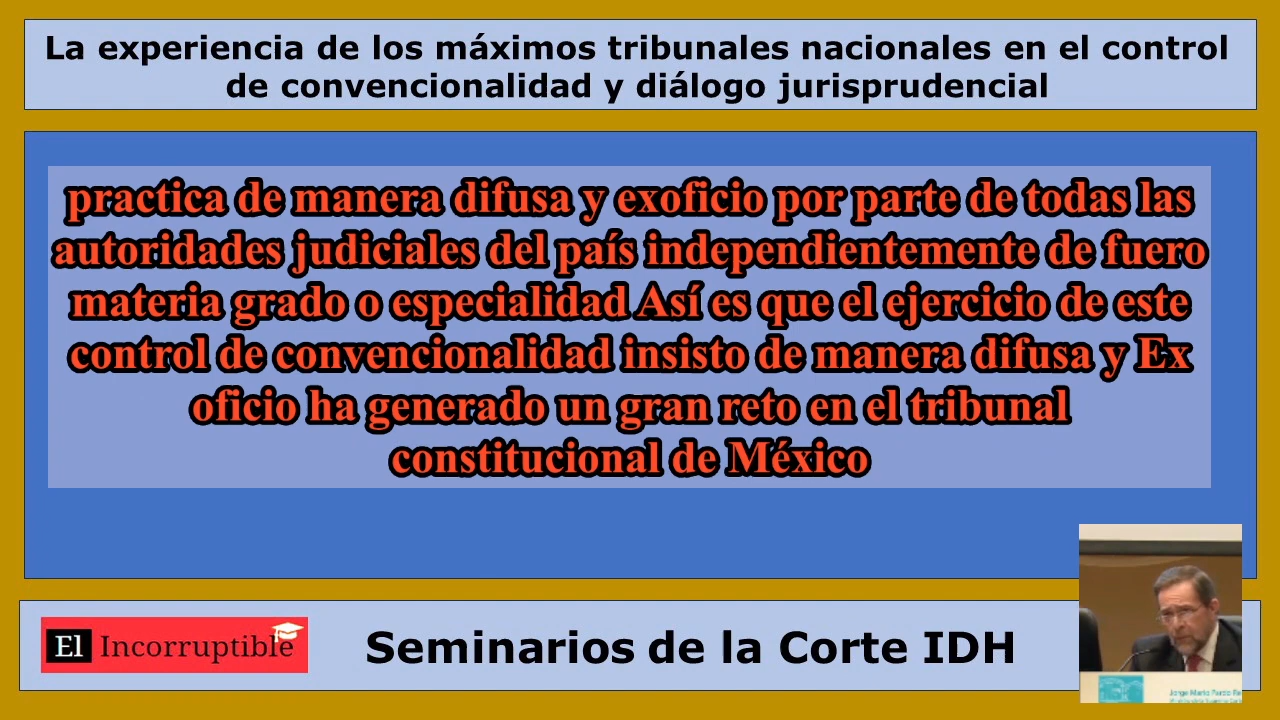 La experiencia de los máximos tribunales nacionales en el control
de convencionalidad y diálogo jurisprudencial
practica de manera difusa y exoficio por parte de todas las
autoridades judiciales del país independientemente de fuero
materia grado o especialidad Así es que el ejercicio de este
control de convencionalidad insisto de manera difusa y Ex
oficio ha generado un gran reto en el tribunal
constitucional de México
El Incorruptible
Seminarios de la Corte IDH
Jorge Mario Pardo